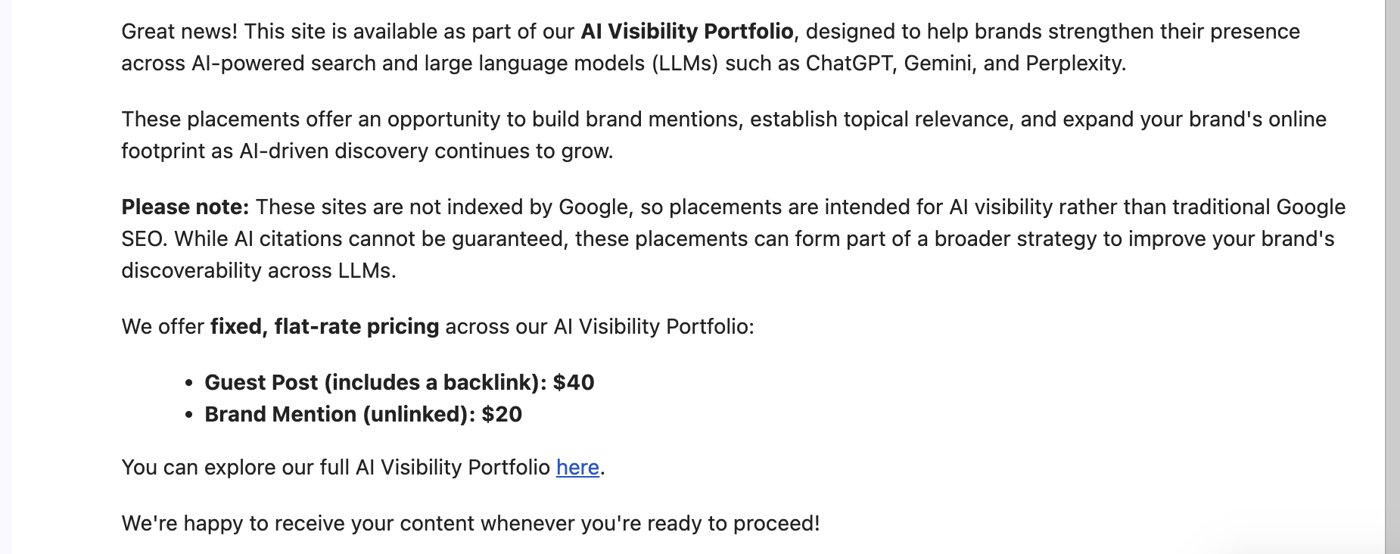 Great news! This site is available as part of our AI Visibility Portfolio, designed to help brands strengthen their presence
across AI-powered search and large language models (LLMs) such as ChatGPT, Gemini, and Perplexity.
These placements offer an opportunity to build brand mentions, establish topical relevance, and expand your brand's online
footprint as AI-driven discovery continues to grow.
Please note: These sites are not indexed by Google, so placements are intended for AI visibility rather than traditional Google
SEO. While AI citations cannot be guaranteed, these placements can form part of a broader strategy to improve your brand's
discoverability across LLMs.
We offer fixed, flat-rate pricing across our AI Visibility Portfolio:
• Guest Post (includes a backlink): $40
• Brand Mention (unlinked): $20
You can explore our full AI Visibility Portfolio here.
We're happy to receive your content whenever you're ready to proceed!